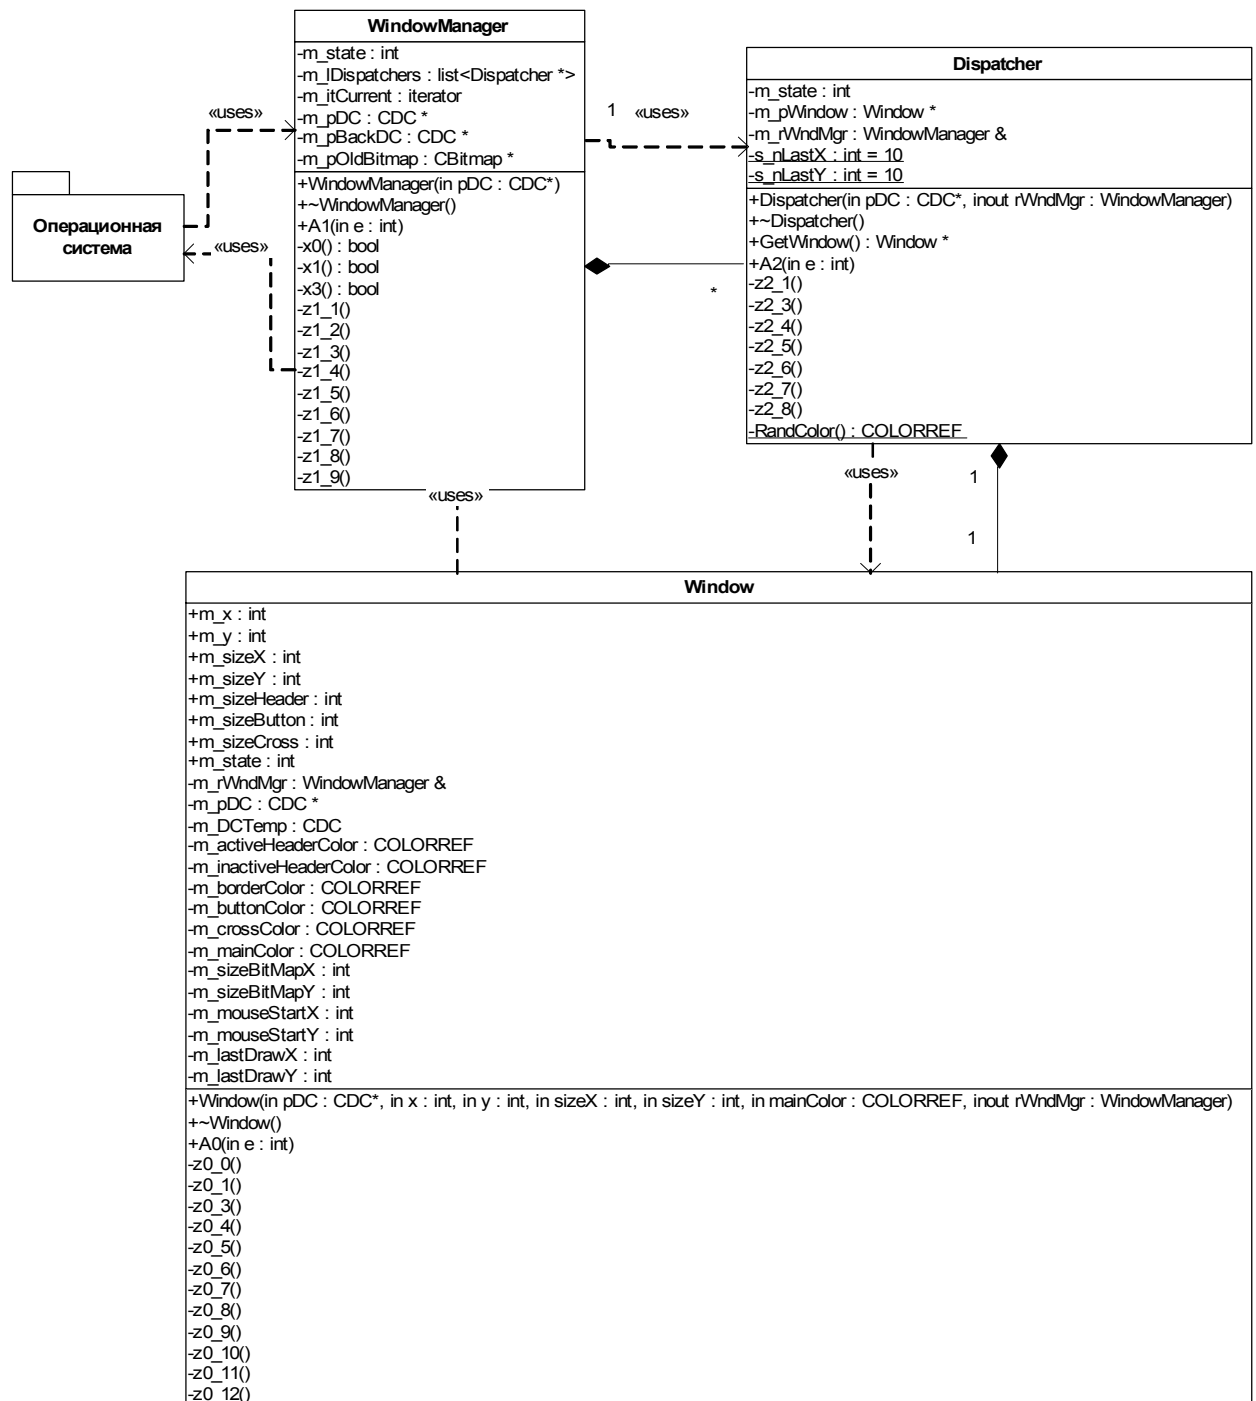 WindowManager
-m_state : int
-m_lDispatchers : list<Dispatcher *>
-m_itCurrent : iterator
-m_pDC : CDC *
-m_pBackDC : CDC *
-m_pOldBitmap : CBitmap *
+WindowManager(in pDC : CDC*)
+~WindowManager()
+A1(in e : int)
-x0() : bool
-x1() : bool
-x3() : bool
-z1_1()
-z1_2()
-z1_3()
-z1_4()
-z1_5()
-z1_6()
-z1_7()
-z1_8()
-z1_9()
«uses»
Операционная
система
«uses»
1
«uses»
*
Dispatcher
-m_state : int
-m_pWindow : Window *
-m_rWndMgr : WindowManager &
-s_nLastX : int = 10
-s_nLastY : int = 10
+Dispatcher(in pDC : CDC*, inout rWndMgr : WindowManager)
+~Dispatcher()
+GetWindow() : Window *
+A2(in e : int)
-z2_1()
-z2_3()
-z2_4()
-z2_5()
-z2_6()
-z2_7()
-z2_8()
-RandColor() : COLORREF
«uses»
«uses»
1
1
Window
+m_x : int
+m_y : int
+m_sizeX : int
+m_sizeY : int
+m_sizeHeader : int
+m_sizeButton : int
+m_sizeCross : int
+m_state : int
-m_rWndMgr : WindowManager &
-m_pDC : CDC *
-m_DCTemp : CDC
-m_activeHeaderColor : COLORREF
-m_inactiveHeaderColor : COLORREF
-m_borderColor : COLORREF
-m_buttonColor : COLORREF
-m_crossColor : COLORREF
-m_mainColor : COLORREF
-m_sizeBitMapX : int
-m_sizeBitMapY : int
-m_mouseStartX : int
-m_mouseStartY : int
-m_lastDrawX : int
-m_lastDrawY : int
+Window(in pDC : CDC*, in x : int, in y : int, in sizeX : int, in sizeY : int, in mainColor : COLORREF, inout rWndMgr : WindowManager)
+~Window()
+A0(in e : int)
-z0_0()
-z0_1()
-z0_3()
-z0_4()
-z0_5()
-z0_6()
-z0_7()
-z0_8()
-z0_9()
-z0_10()
-z0_11()
-z0_12()